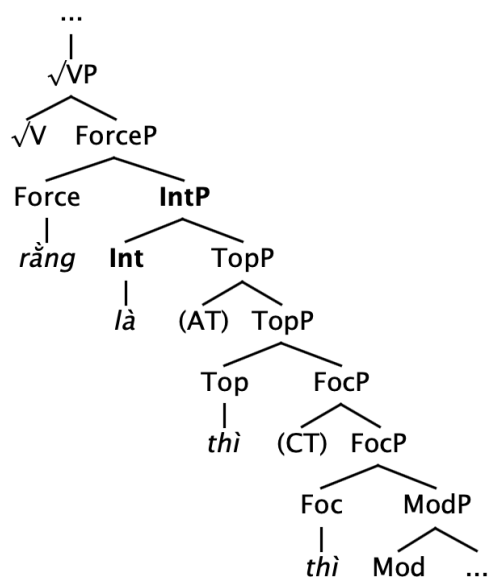 ...
√VP
√V ForceP
Force IntP
rằng Int TopP
là (AT) TopP
Top FocP
thì (CT) FocP
Foc ModP
thì Mod ...